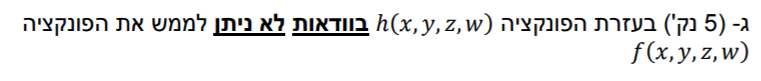 ג- (5 נק') בעזרת הפונקציה h(x, y, z, w) בוודאות לא ניתן לממש את הפונקציה
f(x, y, z, w)